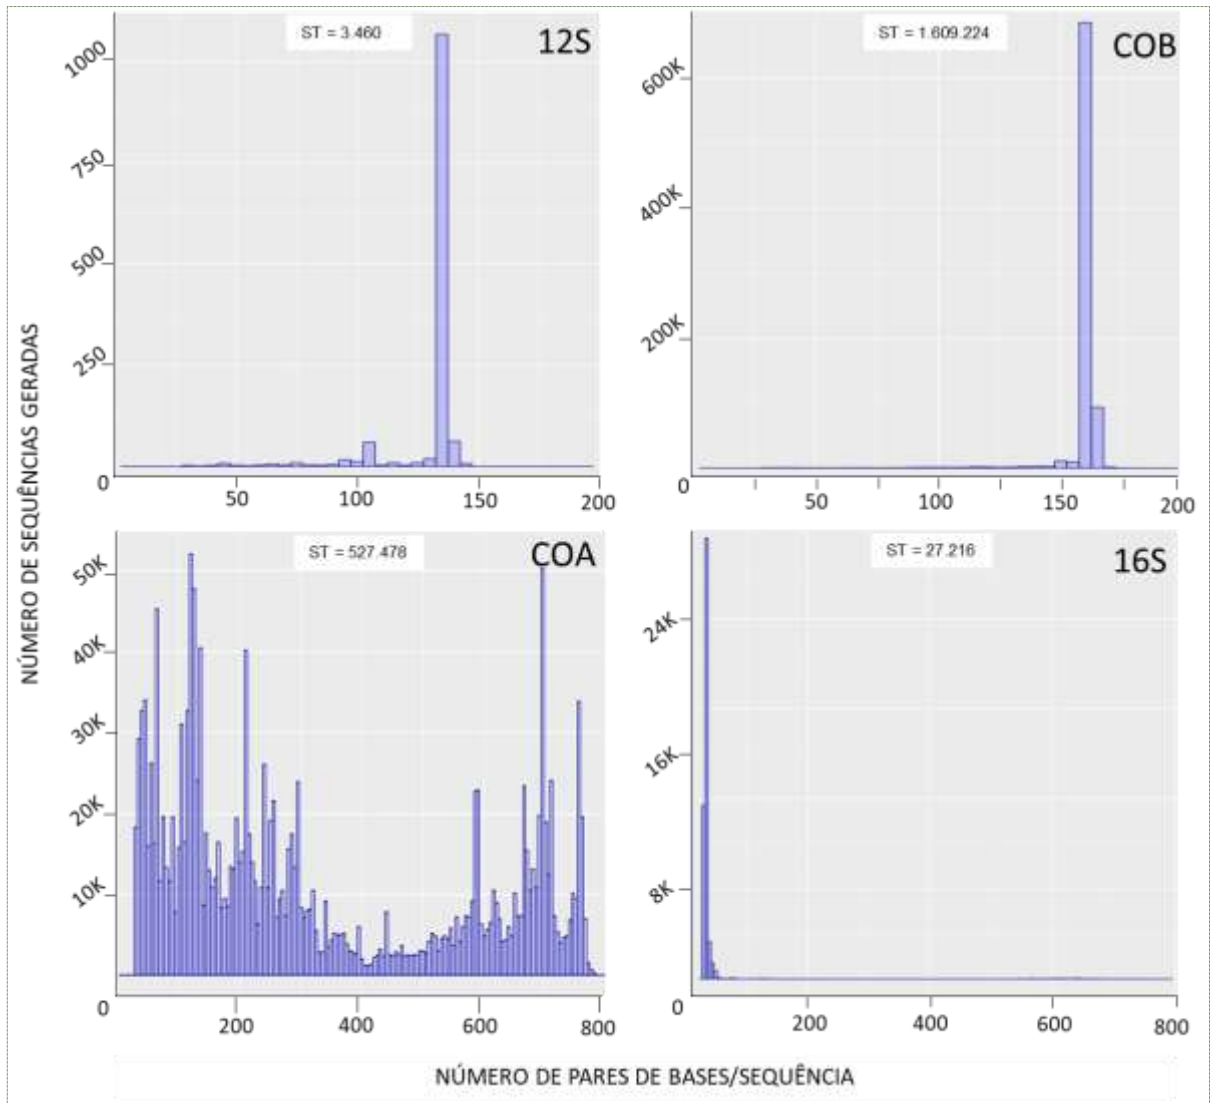 ST = 3.460
12S
1000
750
500
250
0
50
100
150
200
ST = 1.609.224
COB
600K
400K
200K
0
50
100
150
200
NÚMERO DE SEQUÊNCIAS GERADAS
ST = 527.478
COA
50K
40K
30K
20K
10K
0
200
400
600
800
ST = 27.216
16S
24K
16K
8K
0
200
400
600
800
NÚMERO DE PARES DE BASES/SEQUÊNCIA